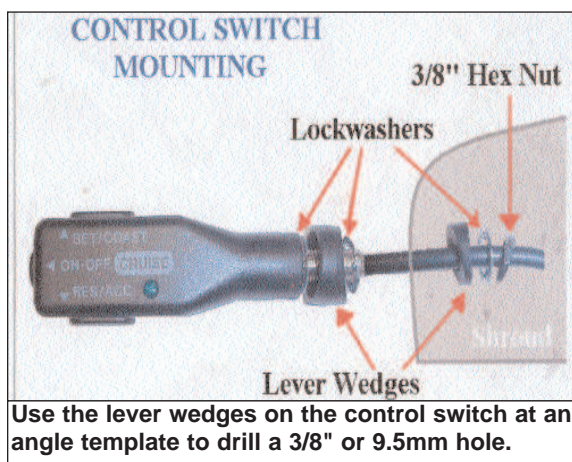 CONTROL SWITCH
MOUNTING
3/8" Hex Nut
Lockwashers
SET/COAST
ON-OFF CRUISE
RES/ACC
Shroud
Lever Wedges
Use the lever wedges on the control switch at an
angle template to drill a 3/8" or 9.5mm hole.